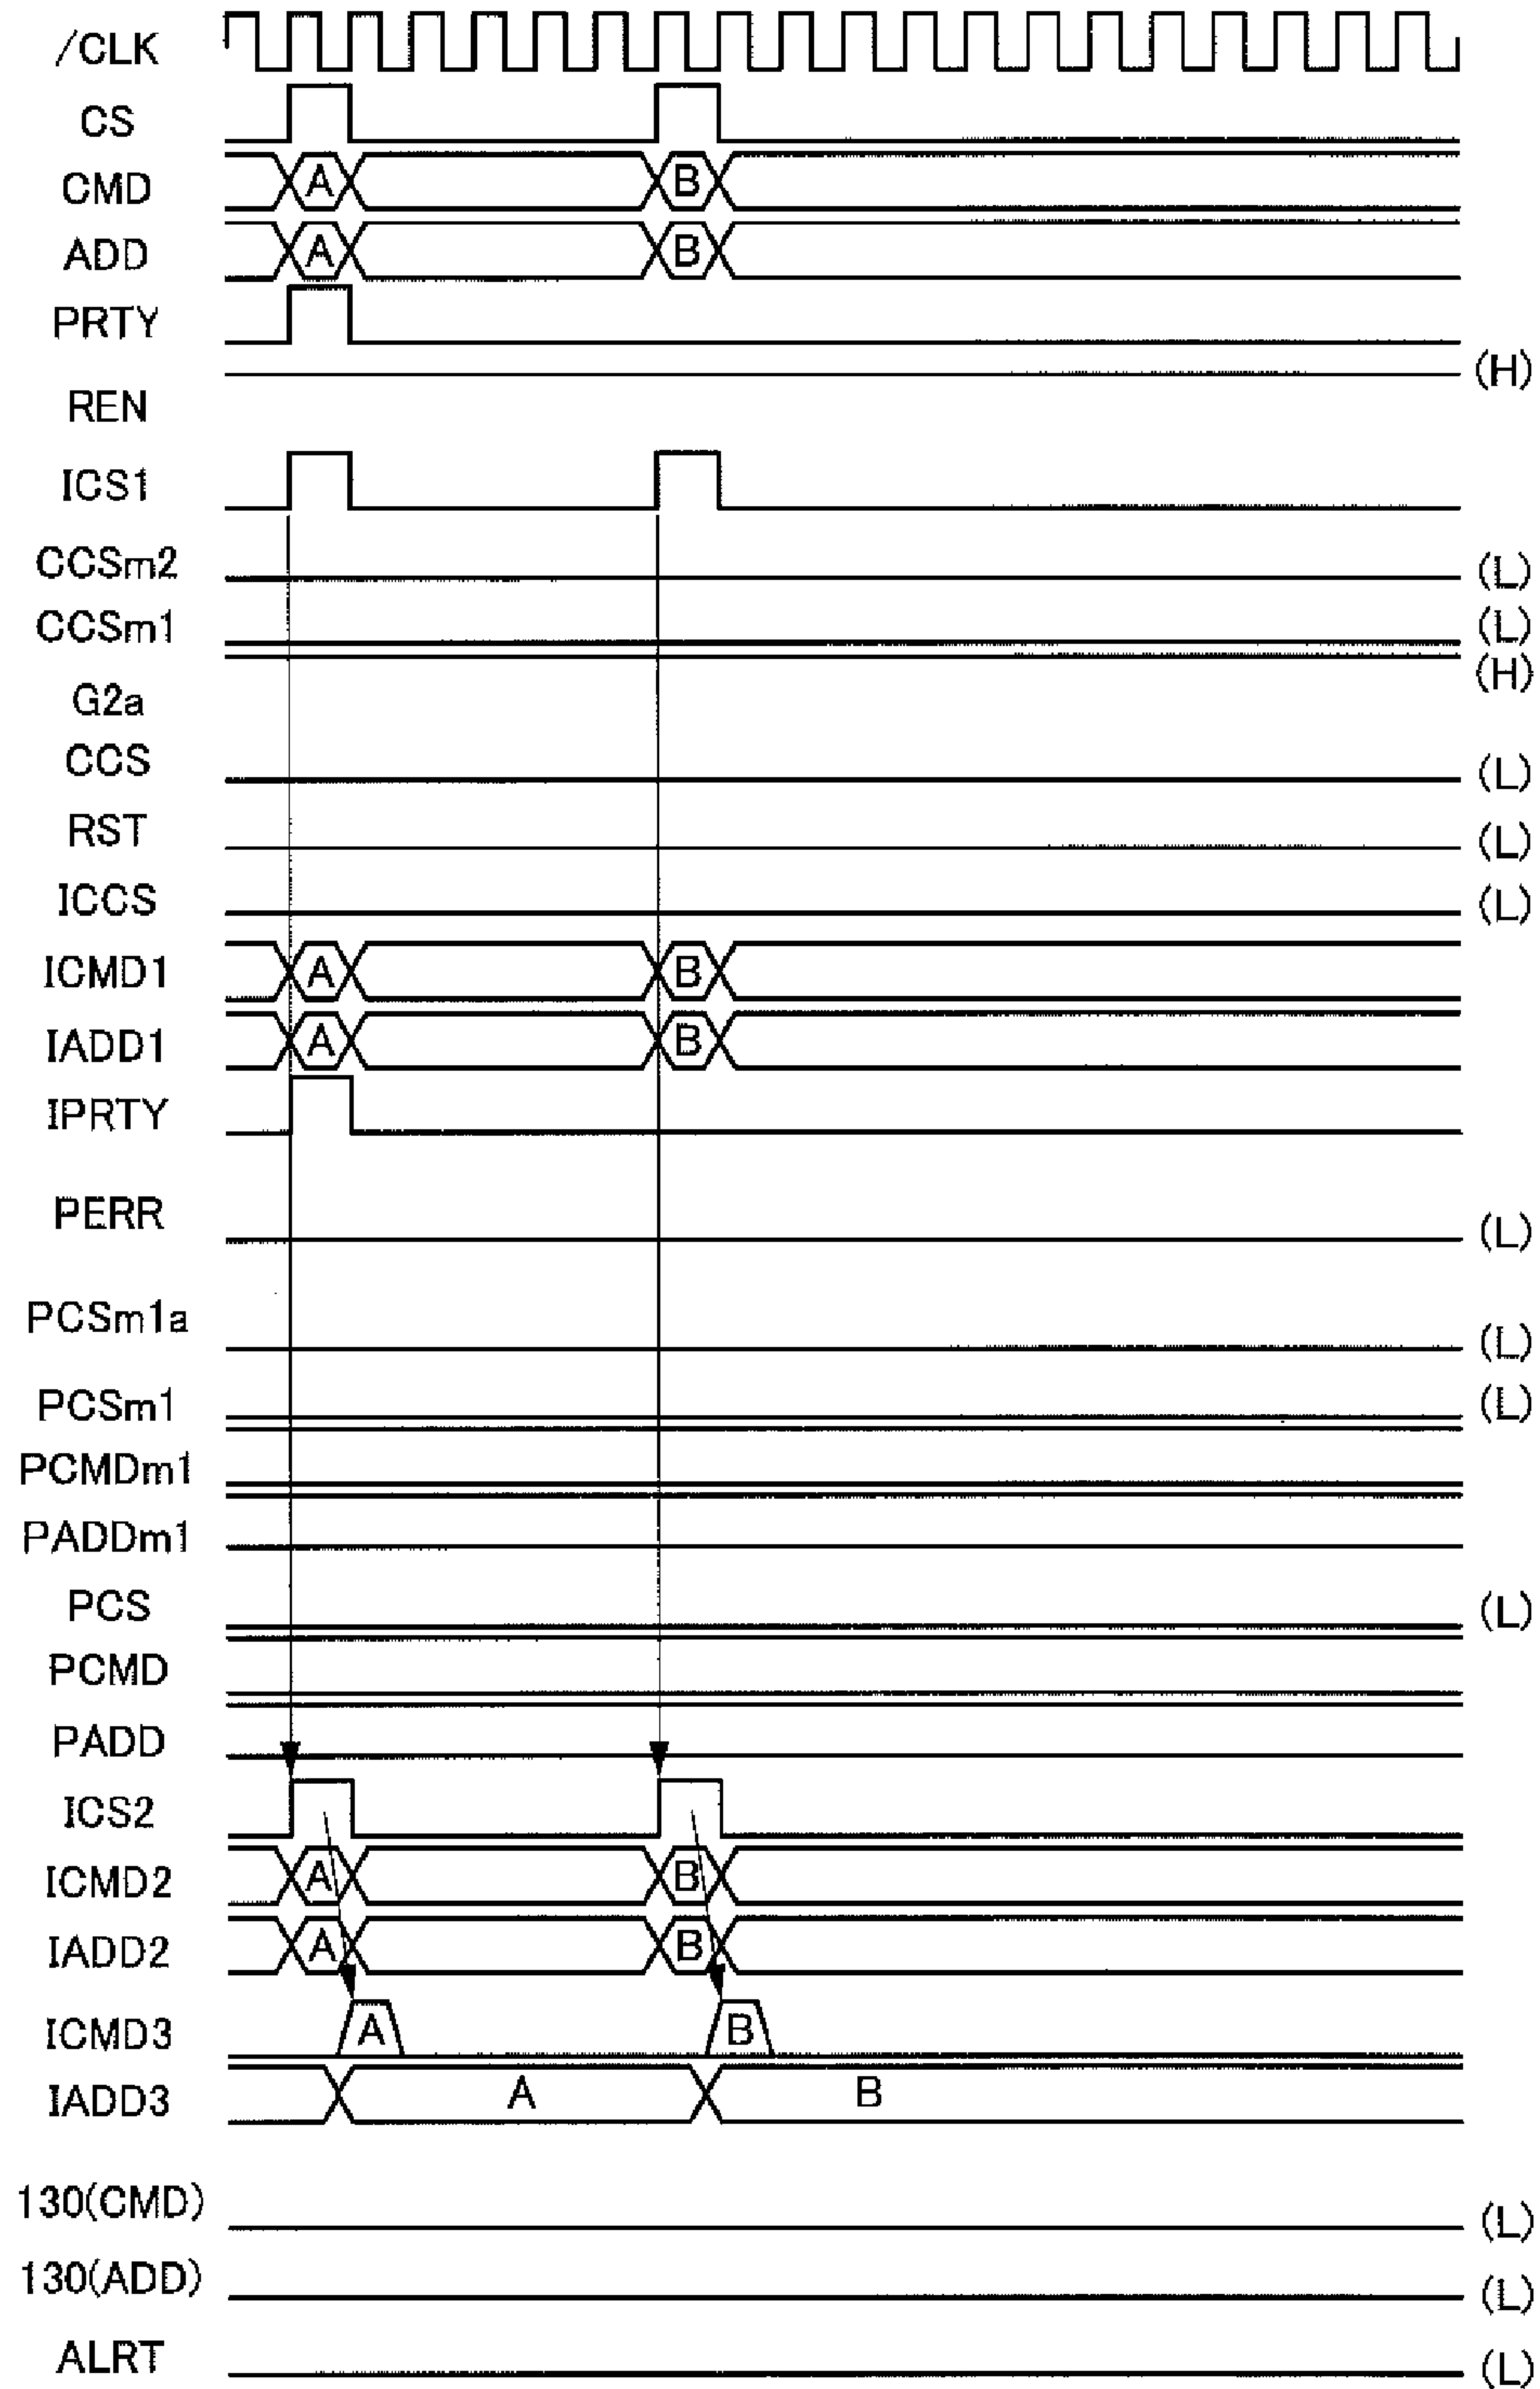 /CLK
CS
CMD A B
ADD A B
PRTY
REN (H)
ICS1
CCSm2 (L)
CCSm1 (L)
G2a (H)
CCS (L)
RST (L)
ICCS (L)
ICMD1 A B
IADD1 A B
IPRTY
PERR (L)
PCSm1a (L)
PCSm1 (L)
PCMDm1
PADDm1
PCS (L)
PCMD
PADD
ICS2
ICMD2 A B
IADD2 A B
ICMD3 A B
IADD3 A B
130(CMD) (L)
130(ADD) (L)
ALRT (L)